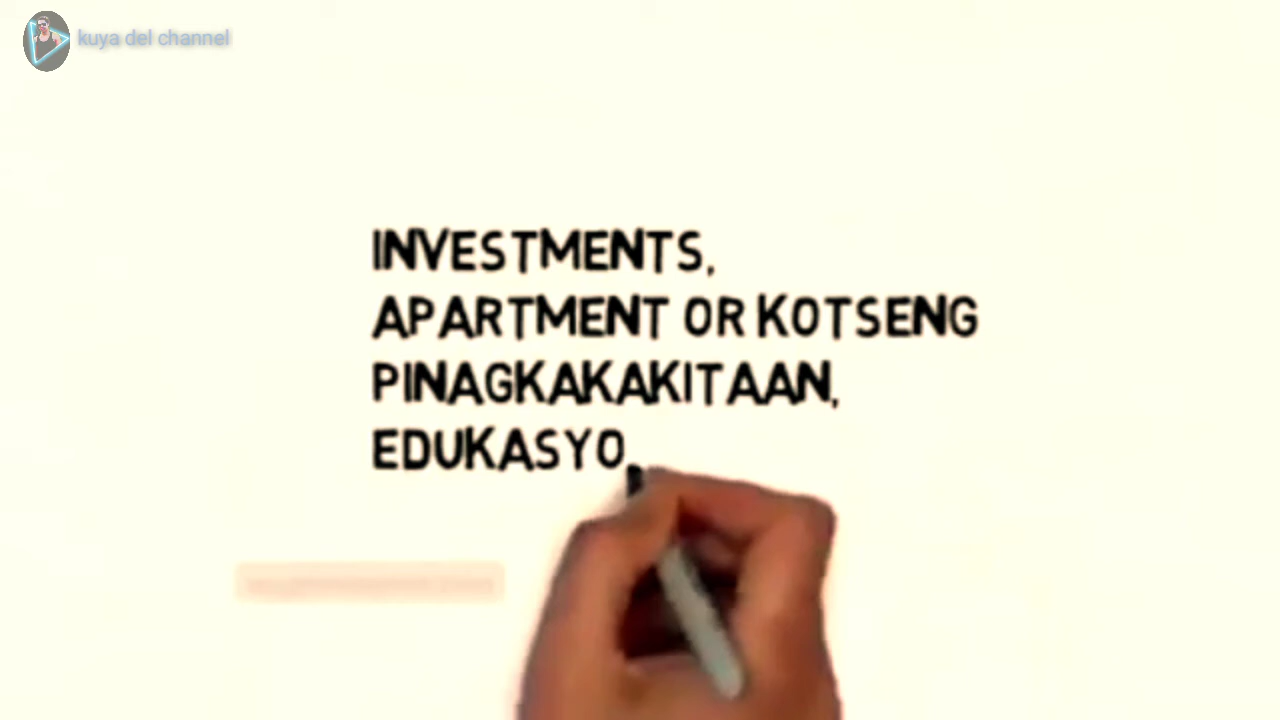 kuya del channel
INVESTMENTS,
APARTMENT OR KOTSENG
PINAGKAKAKITAAN,
EDUKASYO